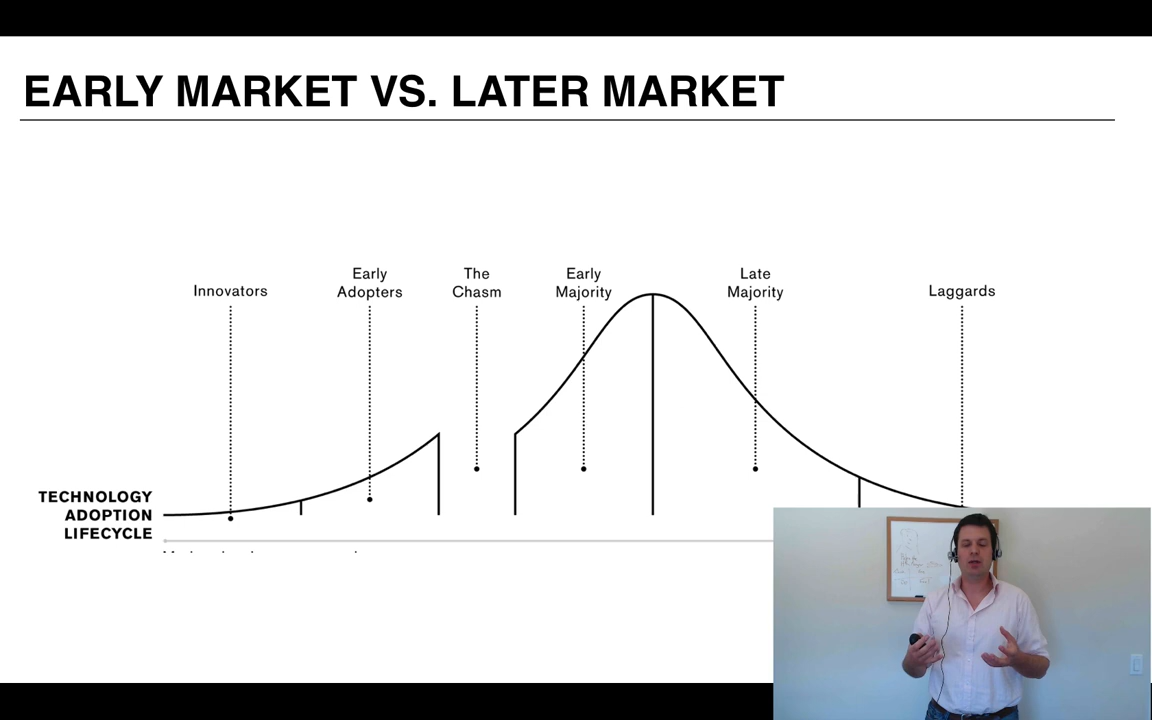 EARLY MARKET VS. LATER MARKET
Innovators
Early
Adopters
The
Chasm
Early
Majority
Late
Majority
Laggards
TECHNOLOGY
ADOPTION
LIFECYCLE